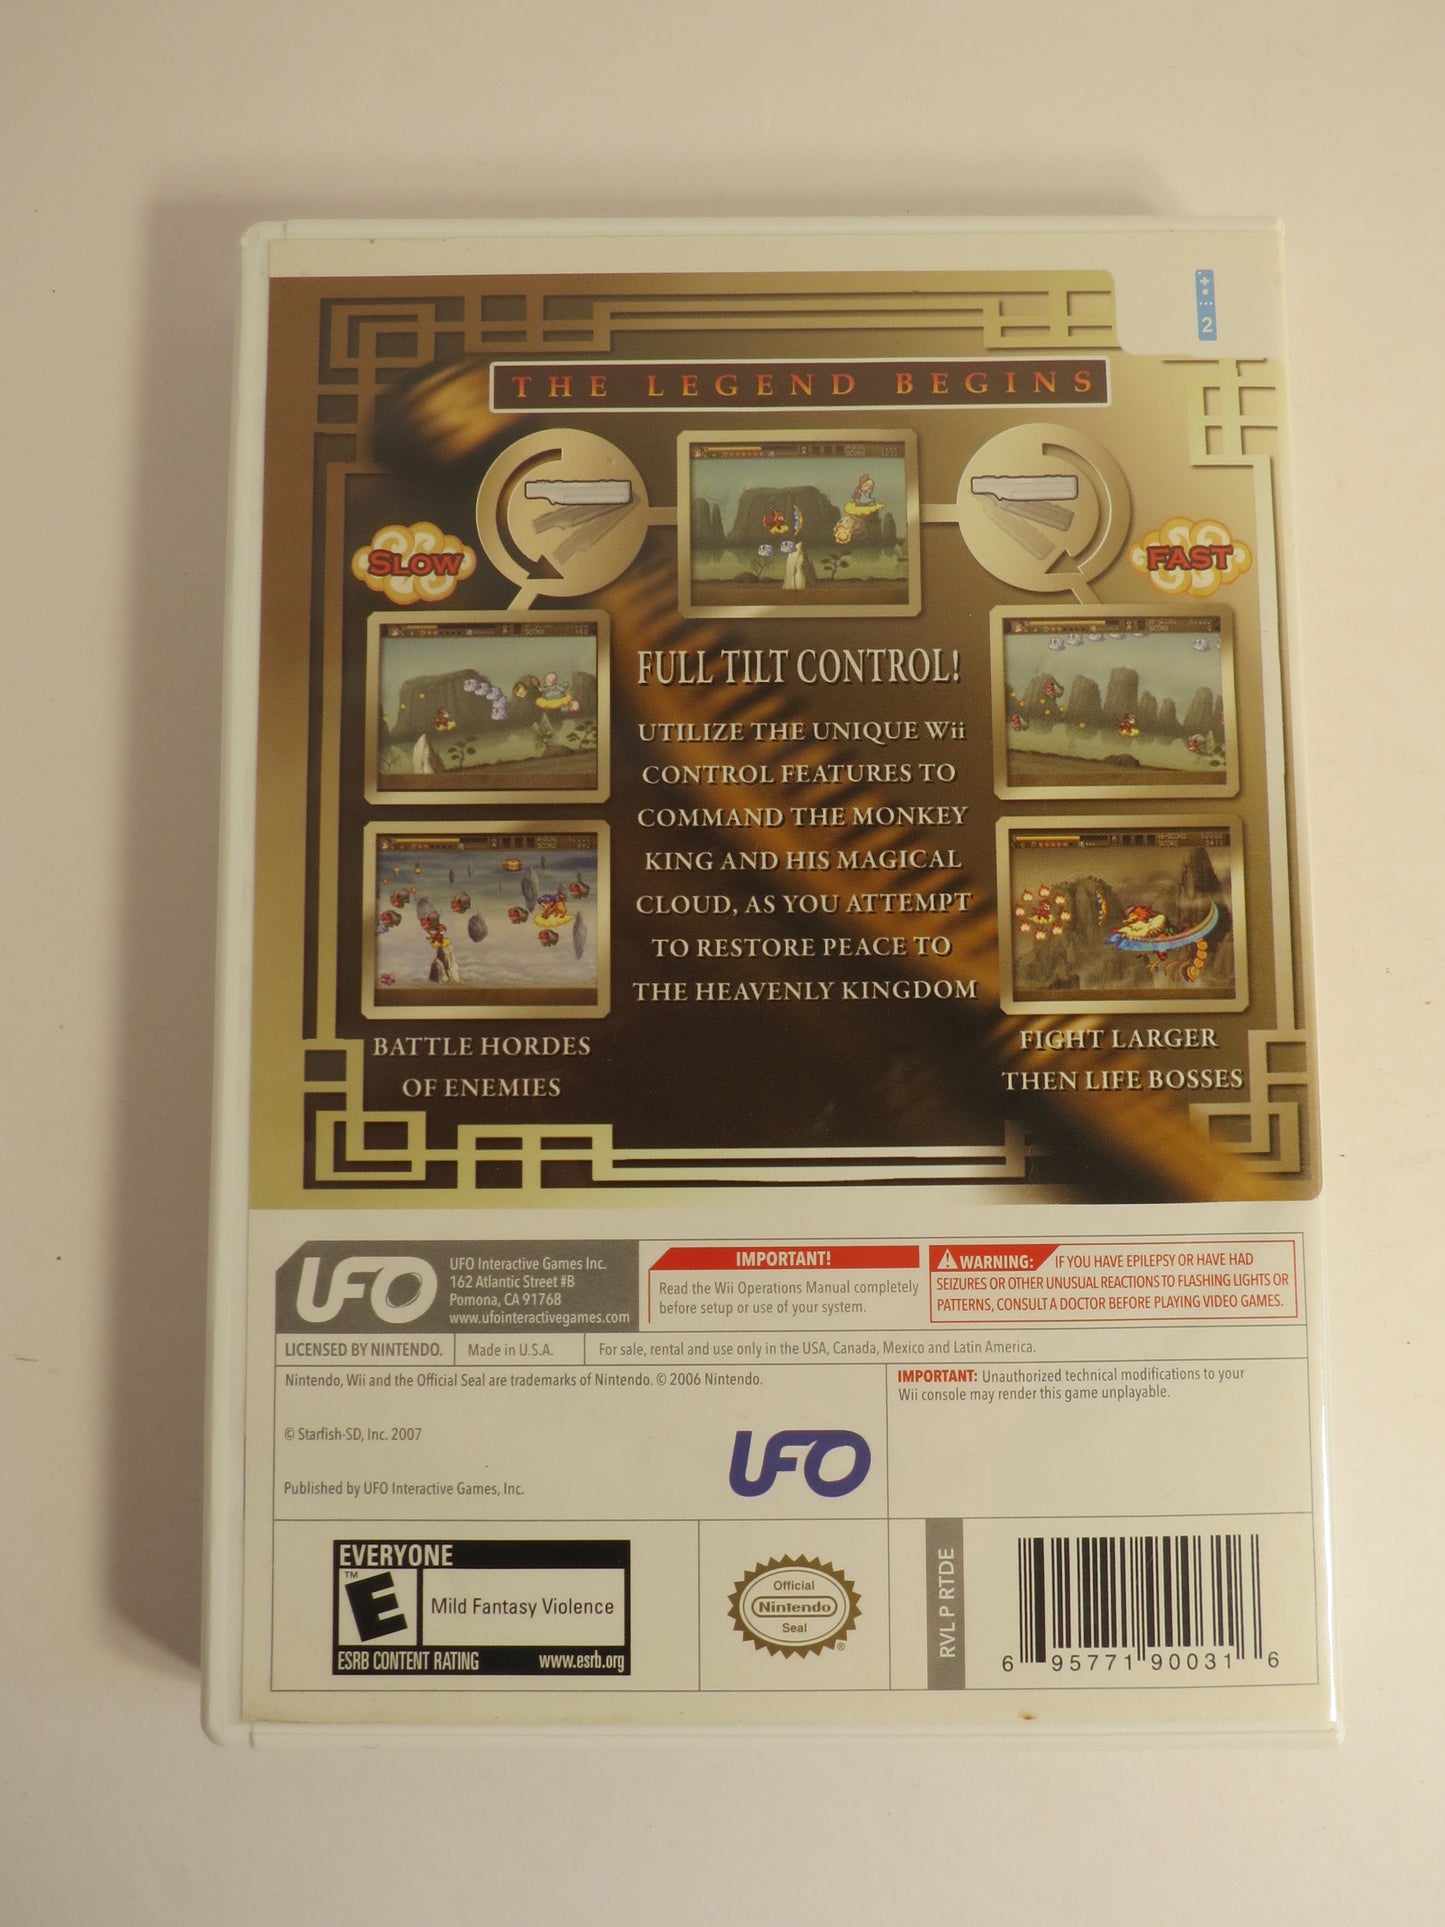 2
THE LEGEND BEGINS
SLOW
FAST
FULL TILT CONTROL!
UTILIZE THE UNIQUE Wii
CONTROL FEATURES TO
COMMAND THE MONKEY
KING AND HIS MAGICAL
CLOUD, AS YOU ATTEMPT
TO RESTORE PEACE TO
THE HEAVENLY KINGDOM
BATTLE HORDES
OF ENEMIES
FIGHT LARGER
THEN LIFE BOSSES
UFO
UFO Interactive Games Inc.
162 Atlantic Street #B
Pomona, CA 91768
www.ufointeractivegames.com
IMPORTANT!
Read the Wii Operations Manual completely
before setup or use of your system.
WARNING: IF YOU HAVE EPILEPSY OR HAVE HAD
SEIZURES OR OTHER UNUSUAL REACTIONS TO FLASHING LIGHTS OR
PATTERNS, CONSULT A DOCTOR BEFORE PLAYING VIDEO GAMES.
LICENSED BY NINTENDO.
Made in U.S.A.
For sale, rental and use only in the USA, Canada, Mexico and Latin America.
Nintendo, Wii and the Official Seal are trademarks of Nintendo. © 2006 Nintendo.
© Starfish-SD, Inc. 2007
Published by UFO Interactive Games, Inc.
UFO
IMPORTANT: Unauthorized technical modifications to your
Wii console may render this game unplayable.
EVERYONE
TM
E
Mild Fantasy Violence
ESRB CONTENT RATING www.esrb.org
Official
Nintendo
Seal
®
RVL P RTDE
6 95771 90031 6